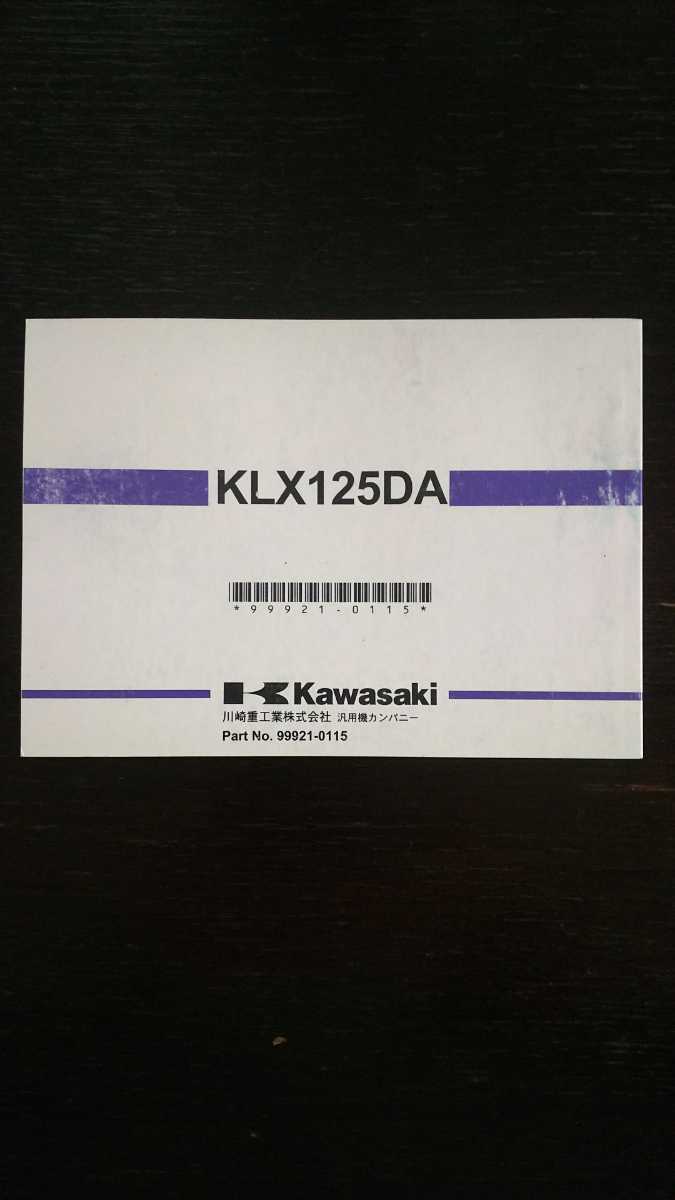 KLX125DA
*99921-0115*
Kawasaki
川崎重工業株式会社 汎用機カンパニー
Part No. 99921-0115